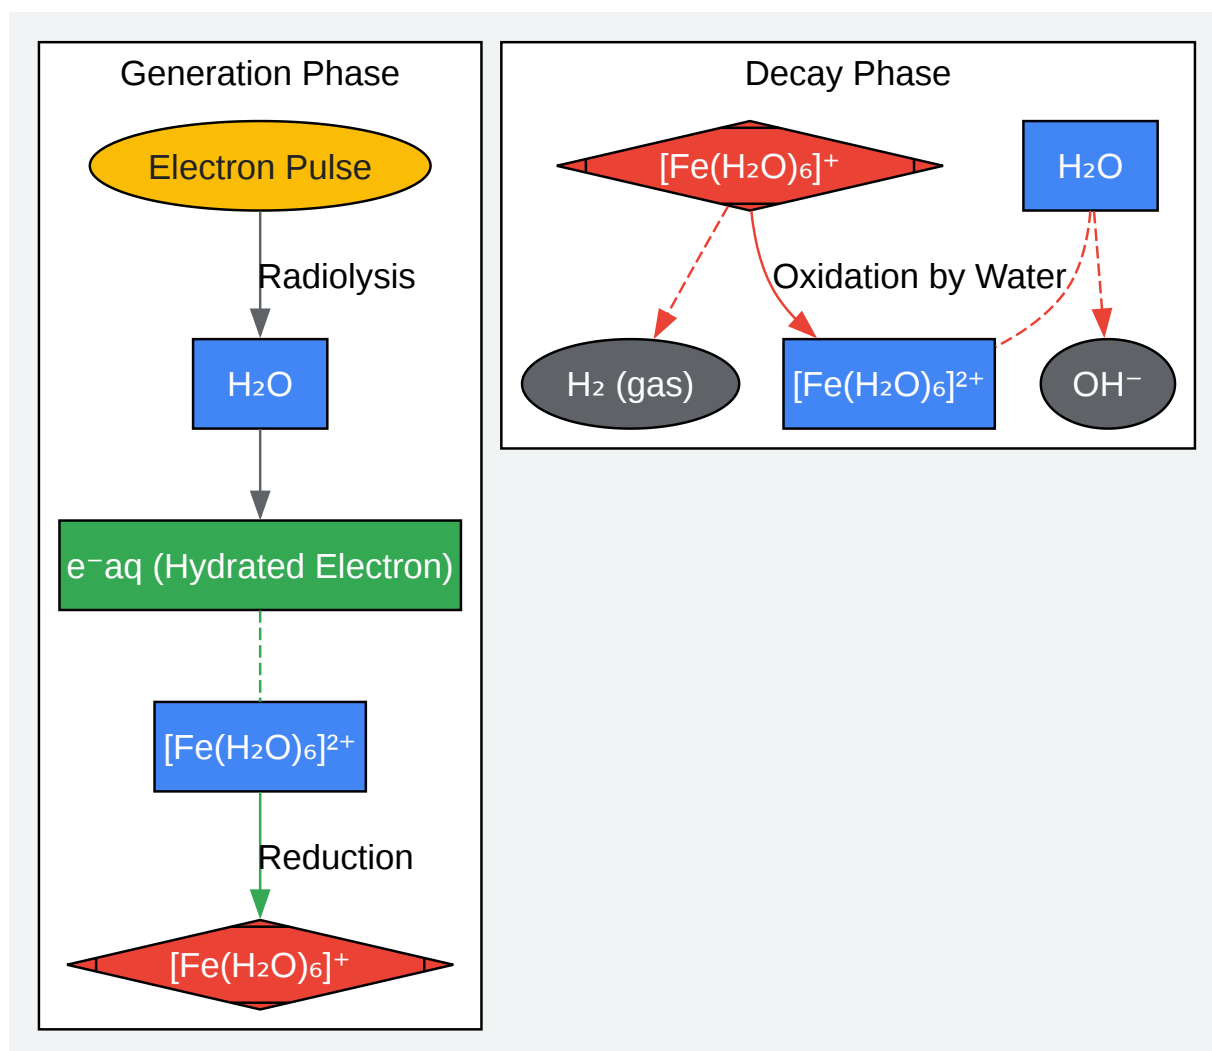 Generation Phase
Electron Pulse
Radiolysis
H₂O
e⁻aq (Hydrated Electron)
[Fe(H₂O)₆]²⁺
Reduction
[Fe(H₂O)₆]⁺
Decay Phase
[Fe(H₂O)₆]⁺
H₂O
Oxidation by Water
H₂ (gas)
[Fe(H₂O)₆]²⁺
OH⁻